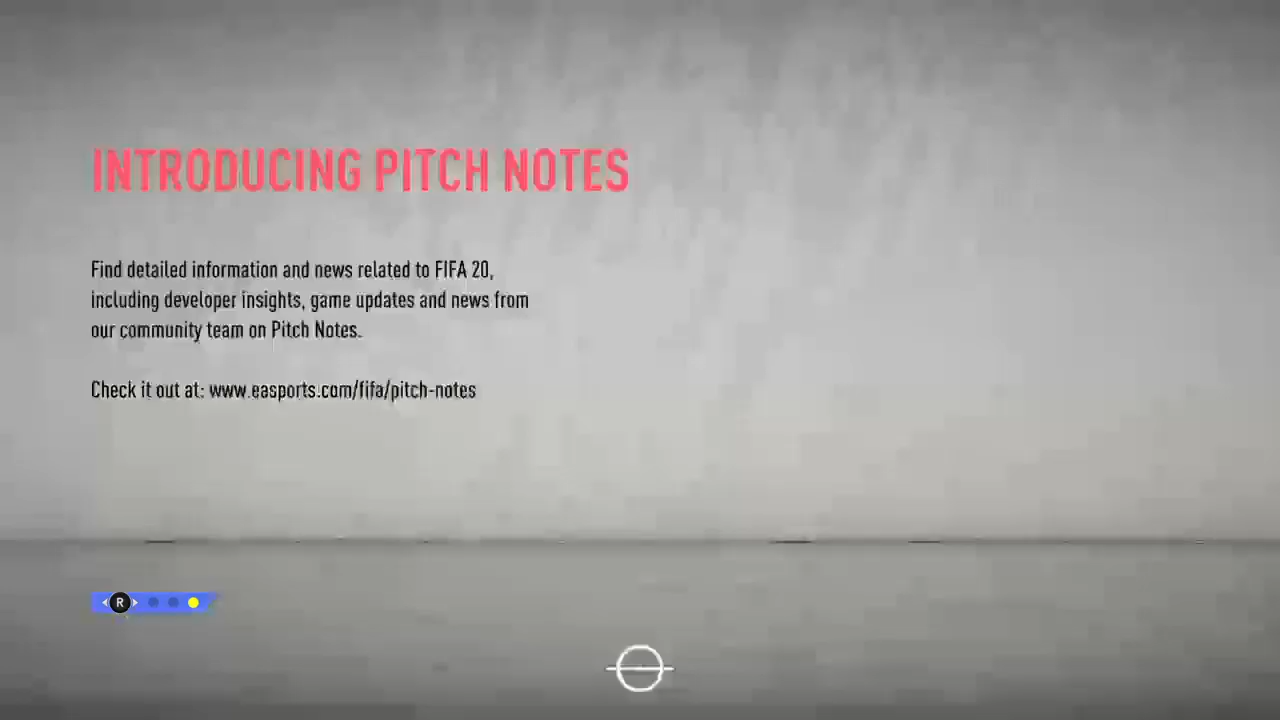 INTRODUCING PITCH NOTES
Find detailed information and news related to FIFA 20,
including developer insights, game updates and news from
our community team on Pitch Notes.
Check it out at: www.easports.com/fifa/pitch-notes
R